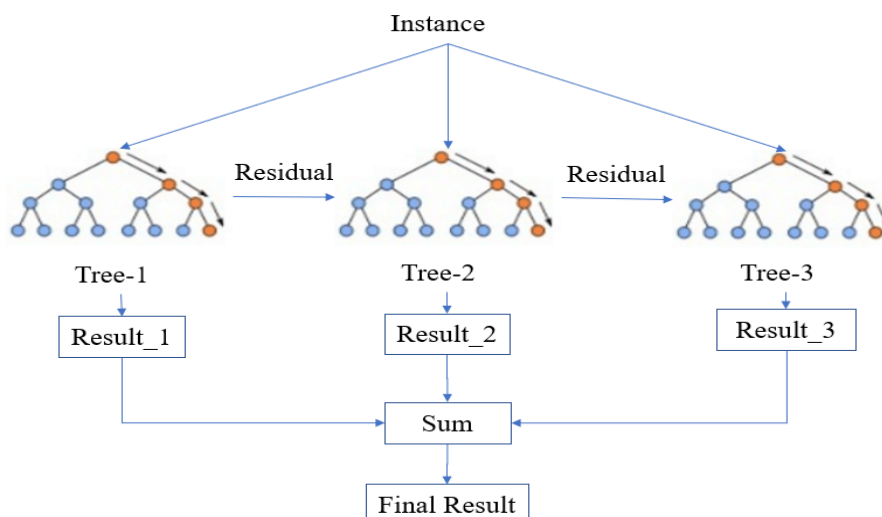 Instance
Residual
Residual
Tree-1
Tree-2
Tree-3
Result_1
Result_2
Result_3
Sum
Final Result